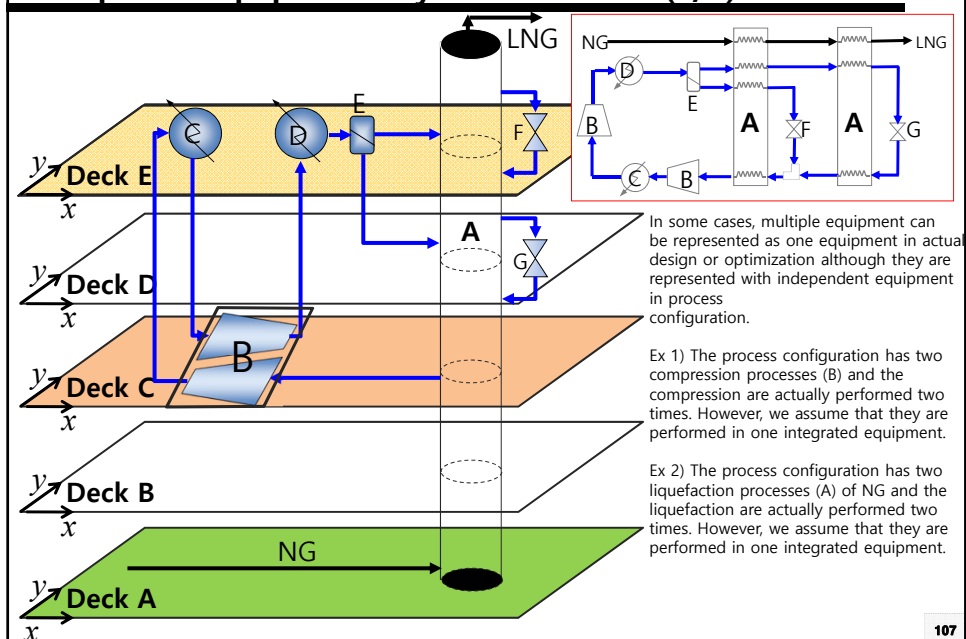 LNG
NG
LNG
D
E
B
A
F
A
G
C
B
E
C
D
F
y
Deck E
x
A
G
y
Deck D
x
B
y
Deck C
x
y
Deck B
x
NG
y
Deck A
x
In some cases, multiple equipment can
be represented as one equipment in actual
design or optimization although they are
represented with independent equipment
in process
configuration.
Ex 1) The process configuration has two
compression processes (B) and the
compression are actually performed two
times. However, we assume that they are
performed in one integrated equipment.
Ex 2) The process configuration has two
liquefaction processes (A) of NG and the
liquefaction are actually performed two
times. However, we assume that they are
performed in one integrated equipment.
107